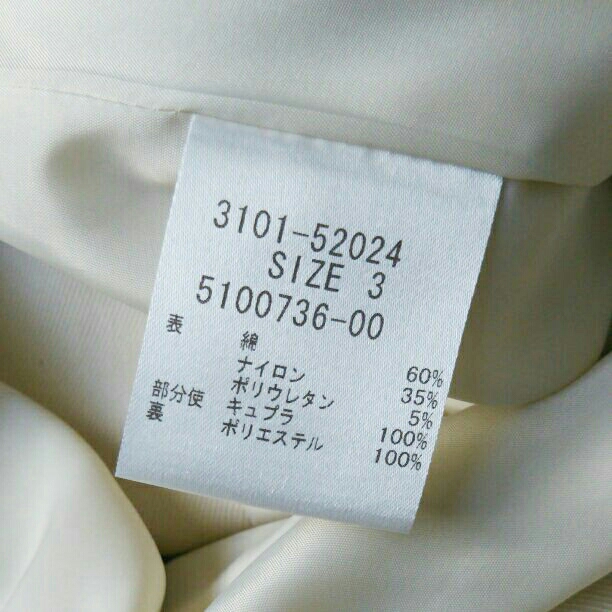 3101-52024
SIZE 3
5100736-00
表 綿 60%
ナイロン 35%
ポリウレタン 5%
部分使 キュプラ 100%
裏 ポリエステル 100%